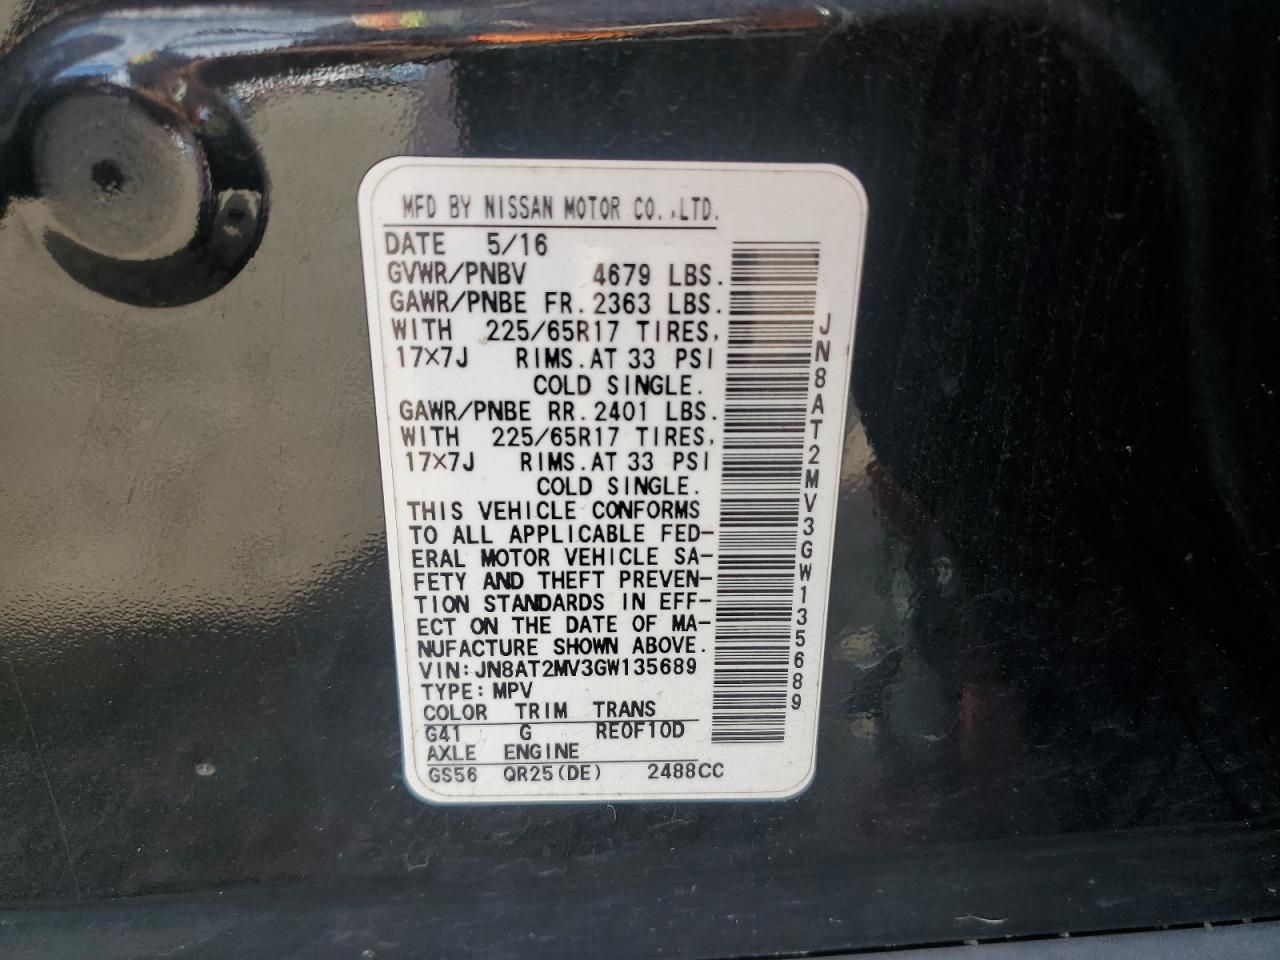 MFD BY NISSAN MOTOR CO.,LTD.
DATE 5/16
GVWR/PNBV 4679 LBS.
GAWR/PNBE FR. 2363 LBS.
WITH 225/65R17 TIRES,
17×7J RIMS. AT 33 PSI
COLD SINGLE.
GAWR/PNBE RR. 2401 LBS.
WITH 225/65R17 TIRES,
17×7J RIMS. AT 33 PSI
COLD SINGLE.
THIS VEHICLE CONFORMS
TO ALL APPLICABLE FED-
ERAL MOTOR VEHICLE SA-
FETY AND THEFT PREVEN-
TION STANDARDS IN EFF-
ECT ON THE DATE OF MA-
NUFACTURE SHOWN ABOVE.
VIN: JN8AT2MV3GW135689
TYPE: MPV
COLOR TRIM TRANS
G41 G RE0F10D
AXLE ENGINE
GS56 QR25(DE) 2488CC
JN8AT2MV3GW135689